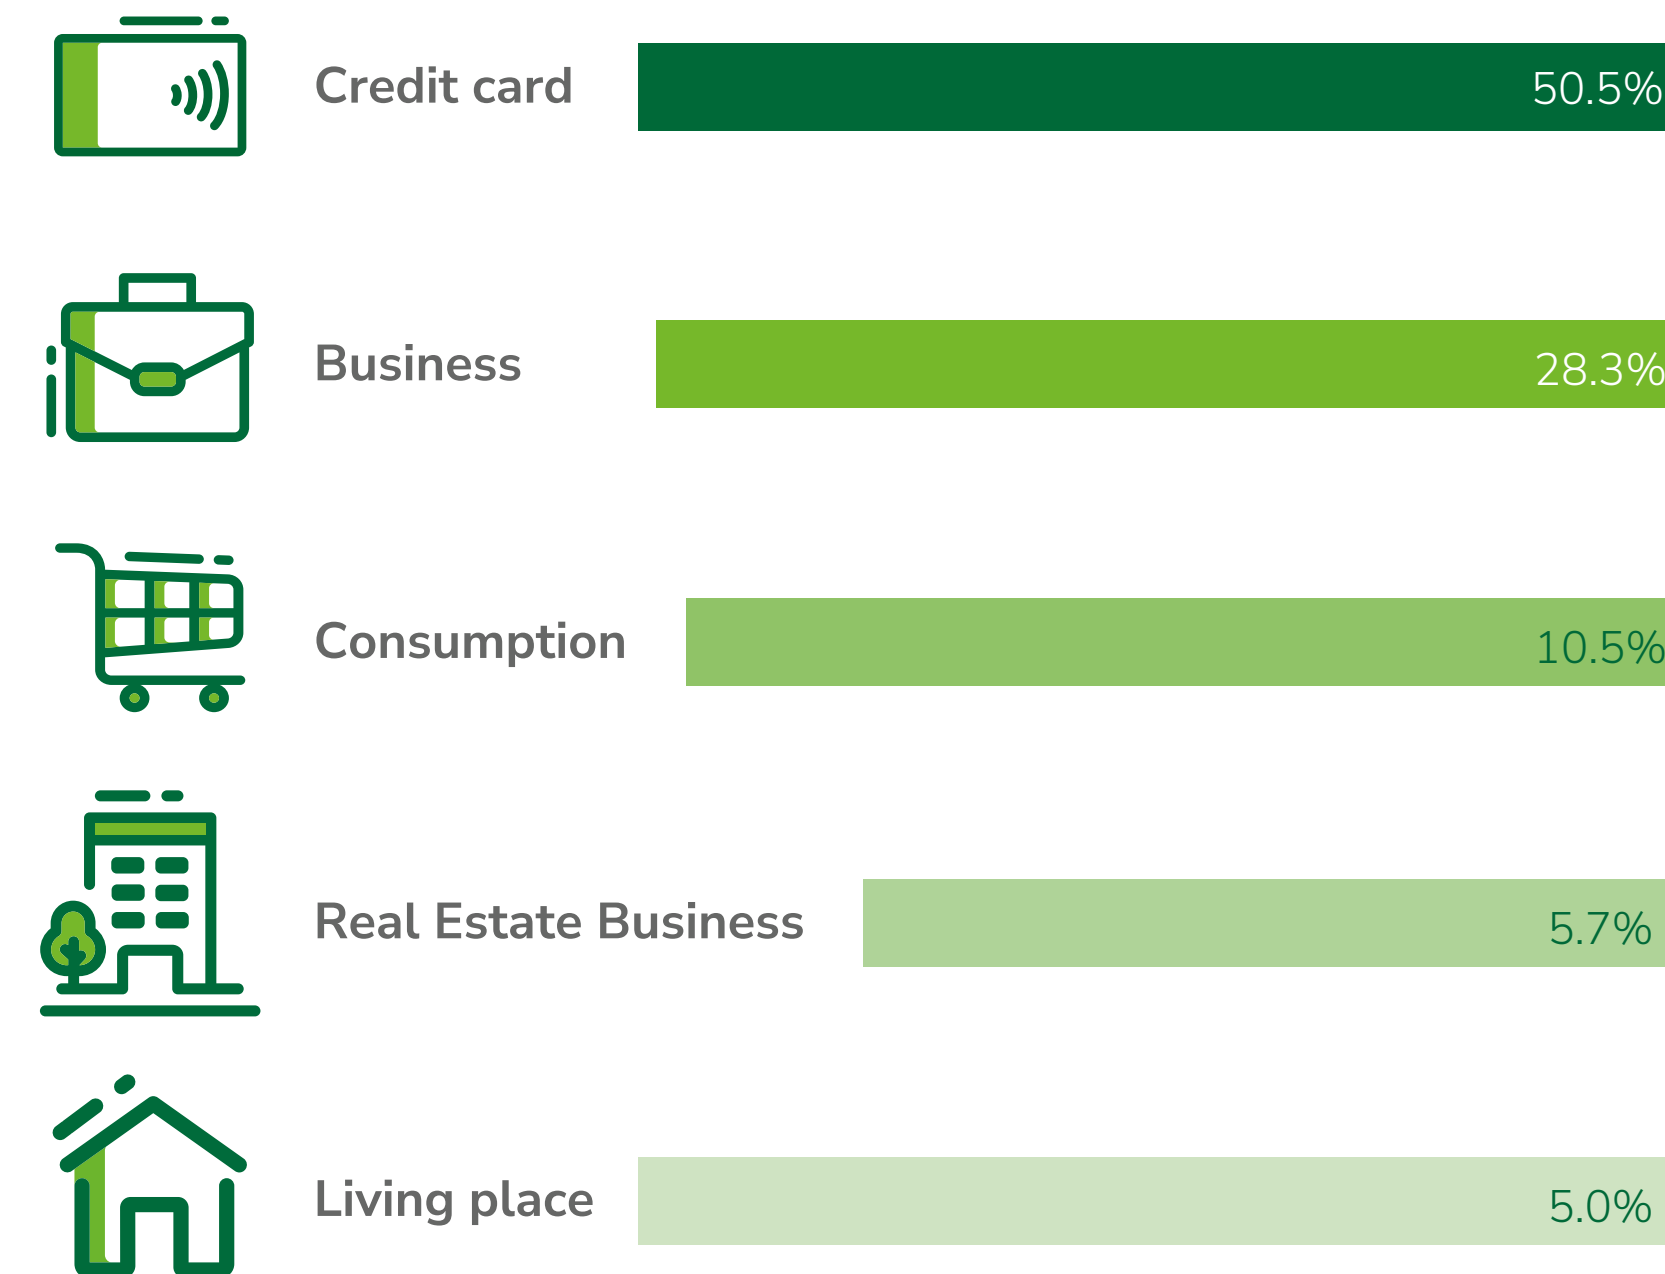 Credit card 50.5%
Business 28.3%
Consumption 10.5%
Real Estate Business 5.7%
Living place 5.0%